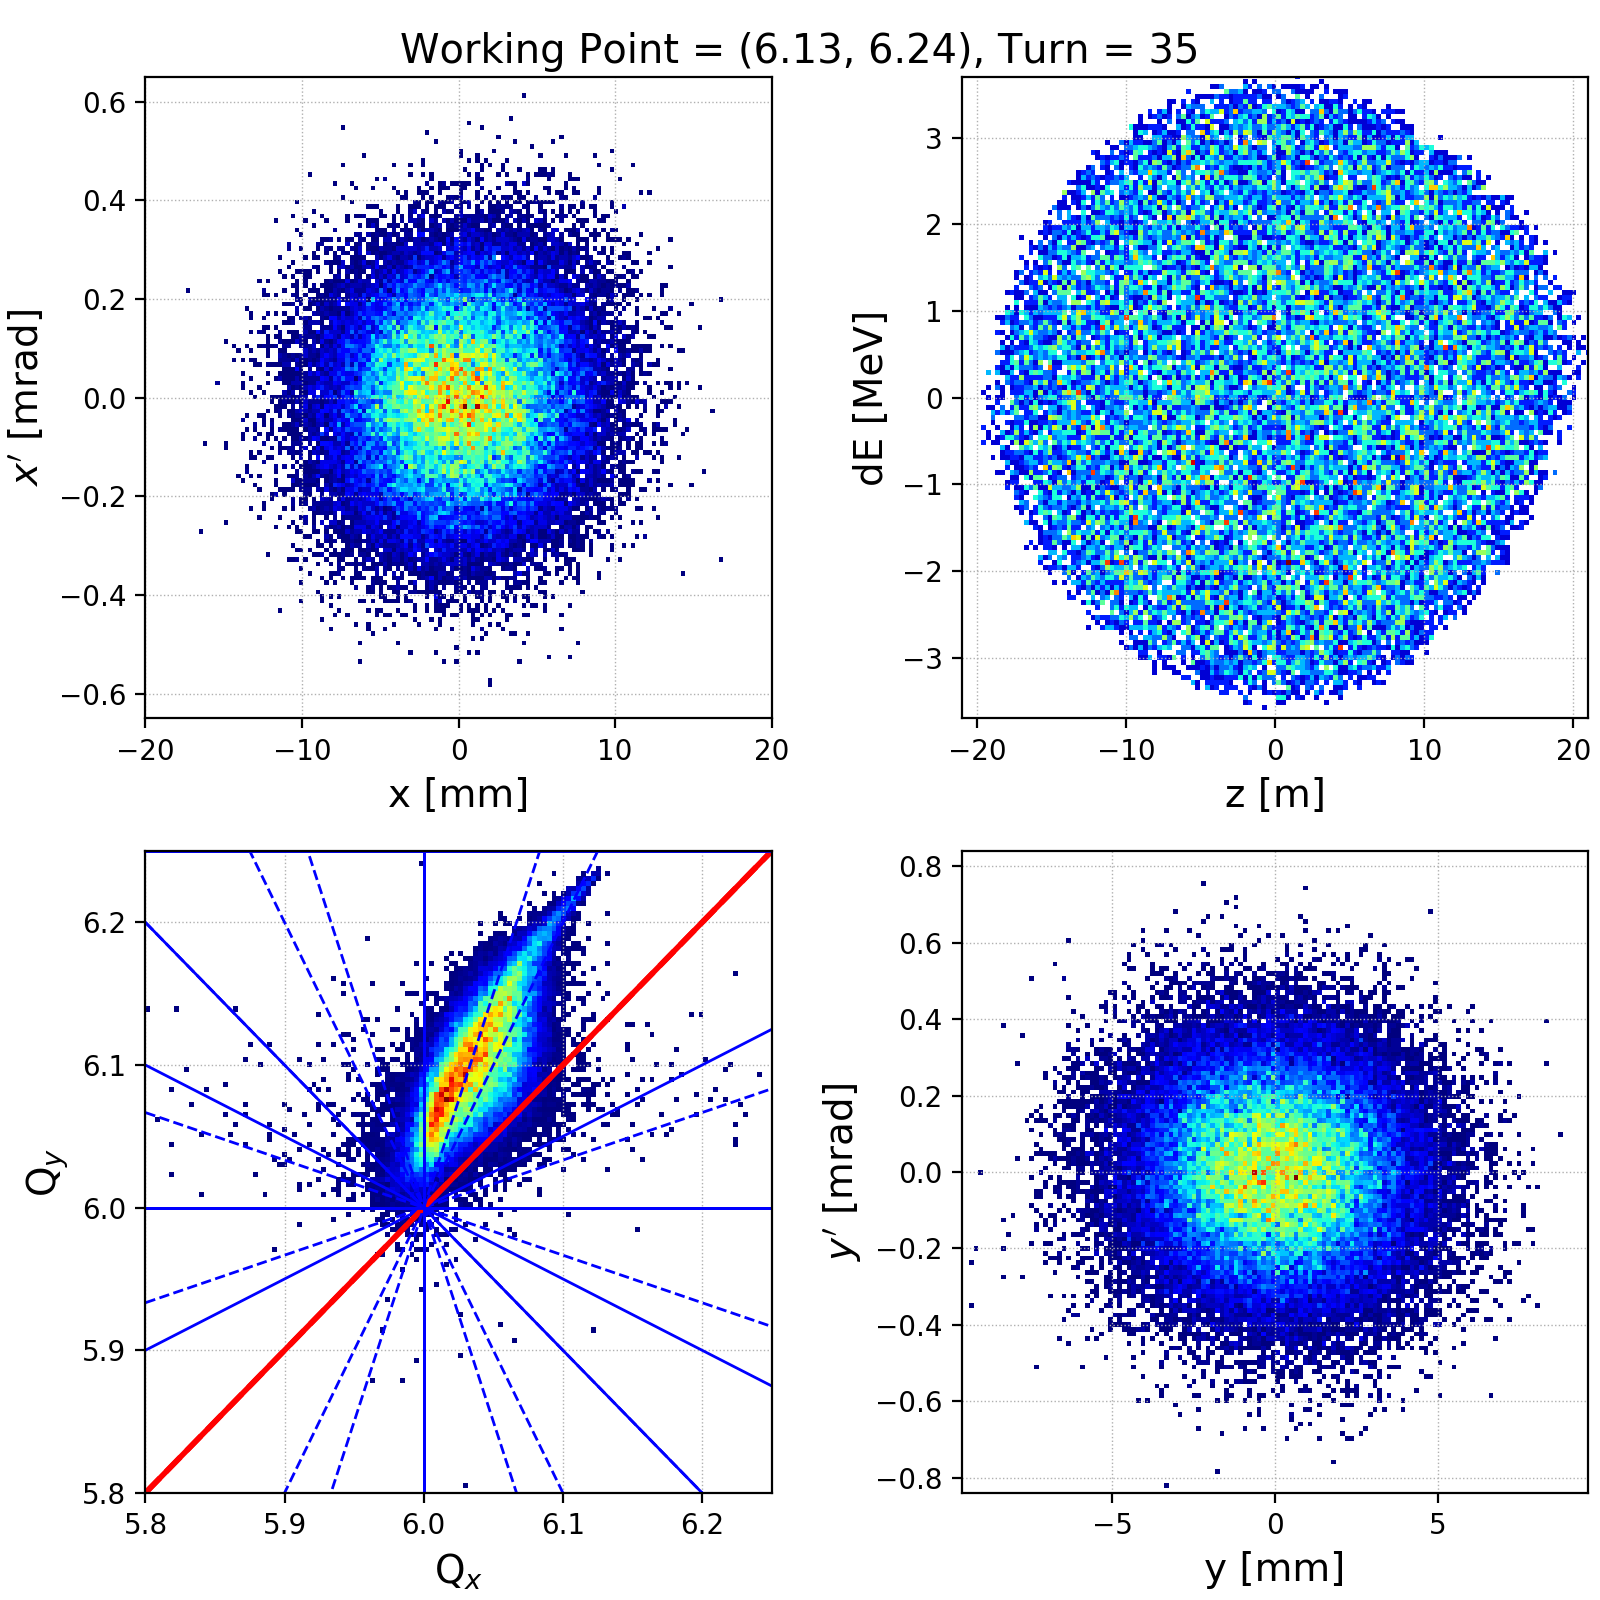 Working Point = (6.13, 6.24), Turn = 35
0.6
0.4
0.2
0.0
−0.2
−0.4
−0.6
x′ [mrad]
−20 −10 0 10 20
x [mm]
3
2
1
0
−1
−2
−3
dE [MeV]
−20 −10 0 10 20
z [m]
6.2
6.1
6.0
5.9
5.8
Qy
5.8 5.9 6.0 6.1 6.2
Qx
0.8
0.6
0.4
0.2
0.0
−0.2
−0.4
−0.6
−0.8
y′ [mrad]
−5 0 5
y [mm]